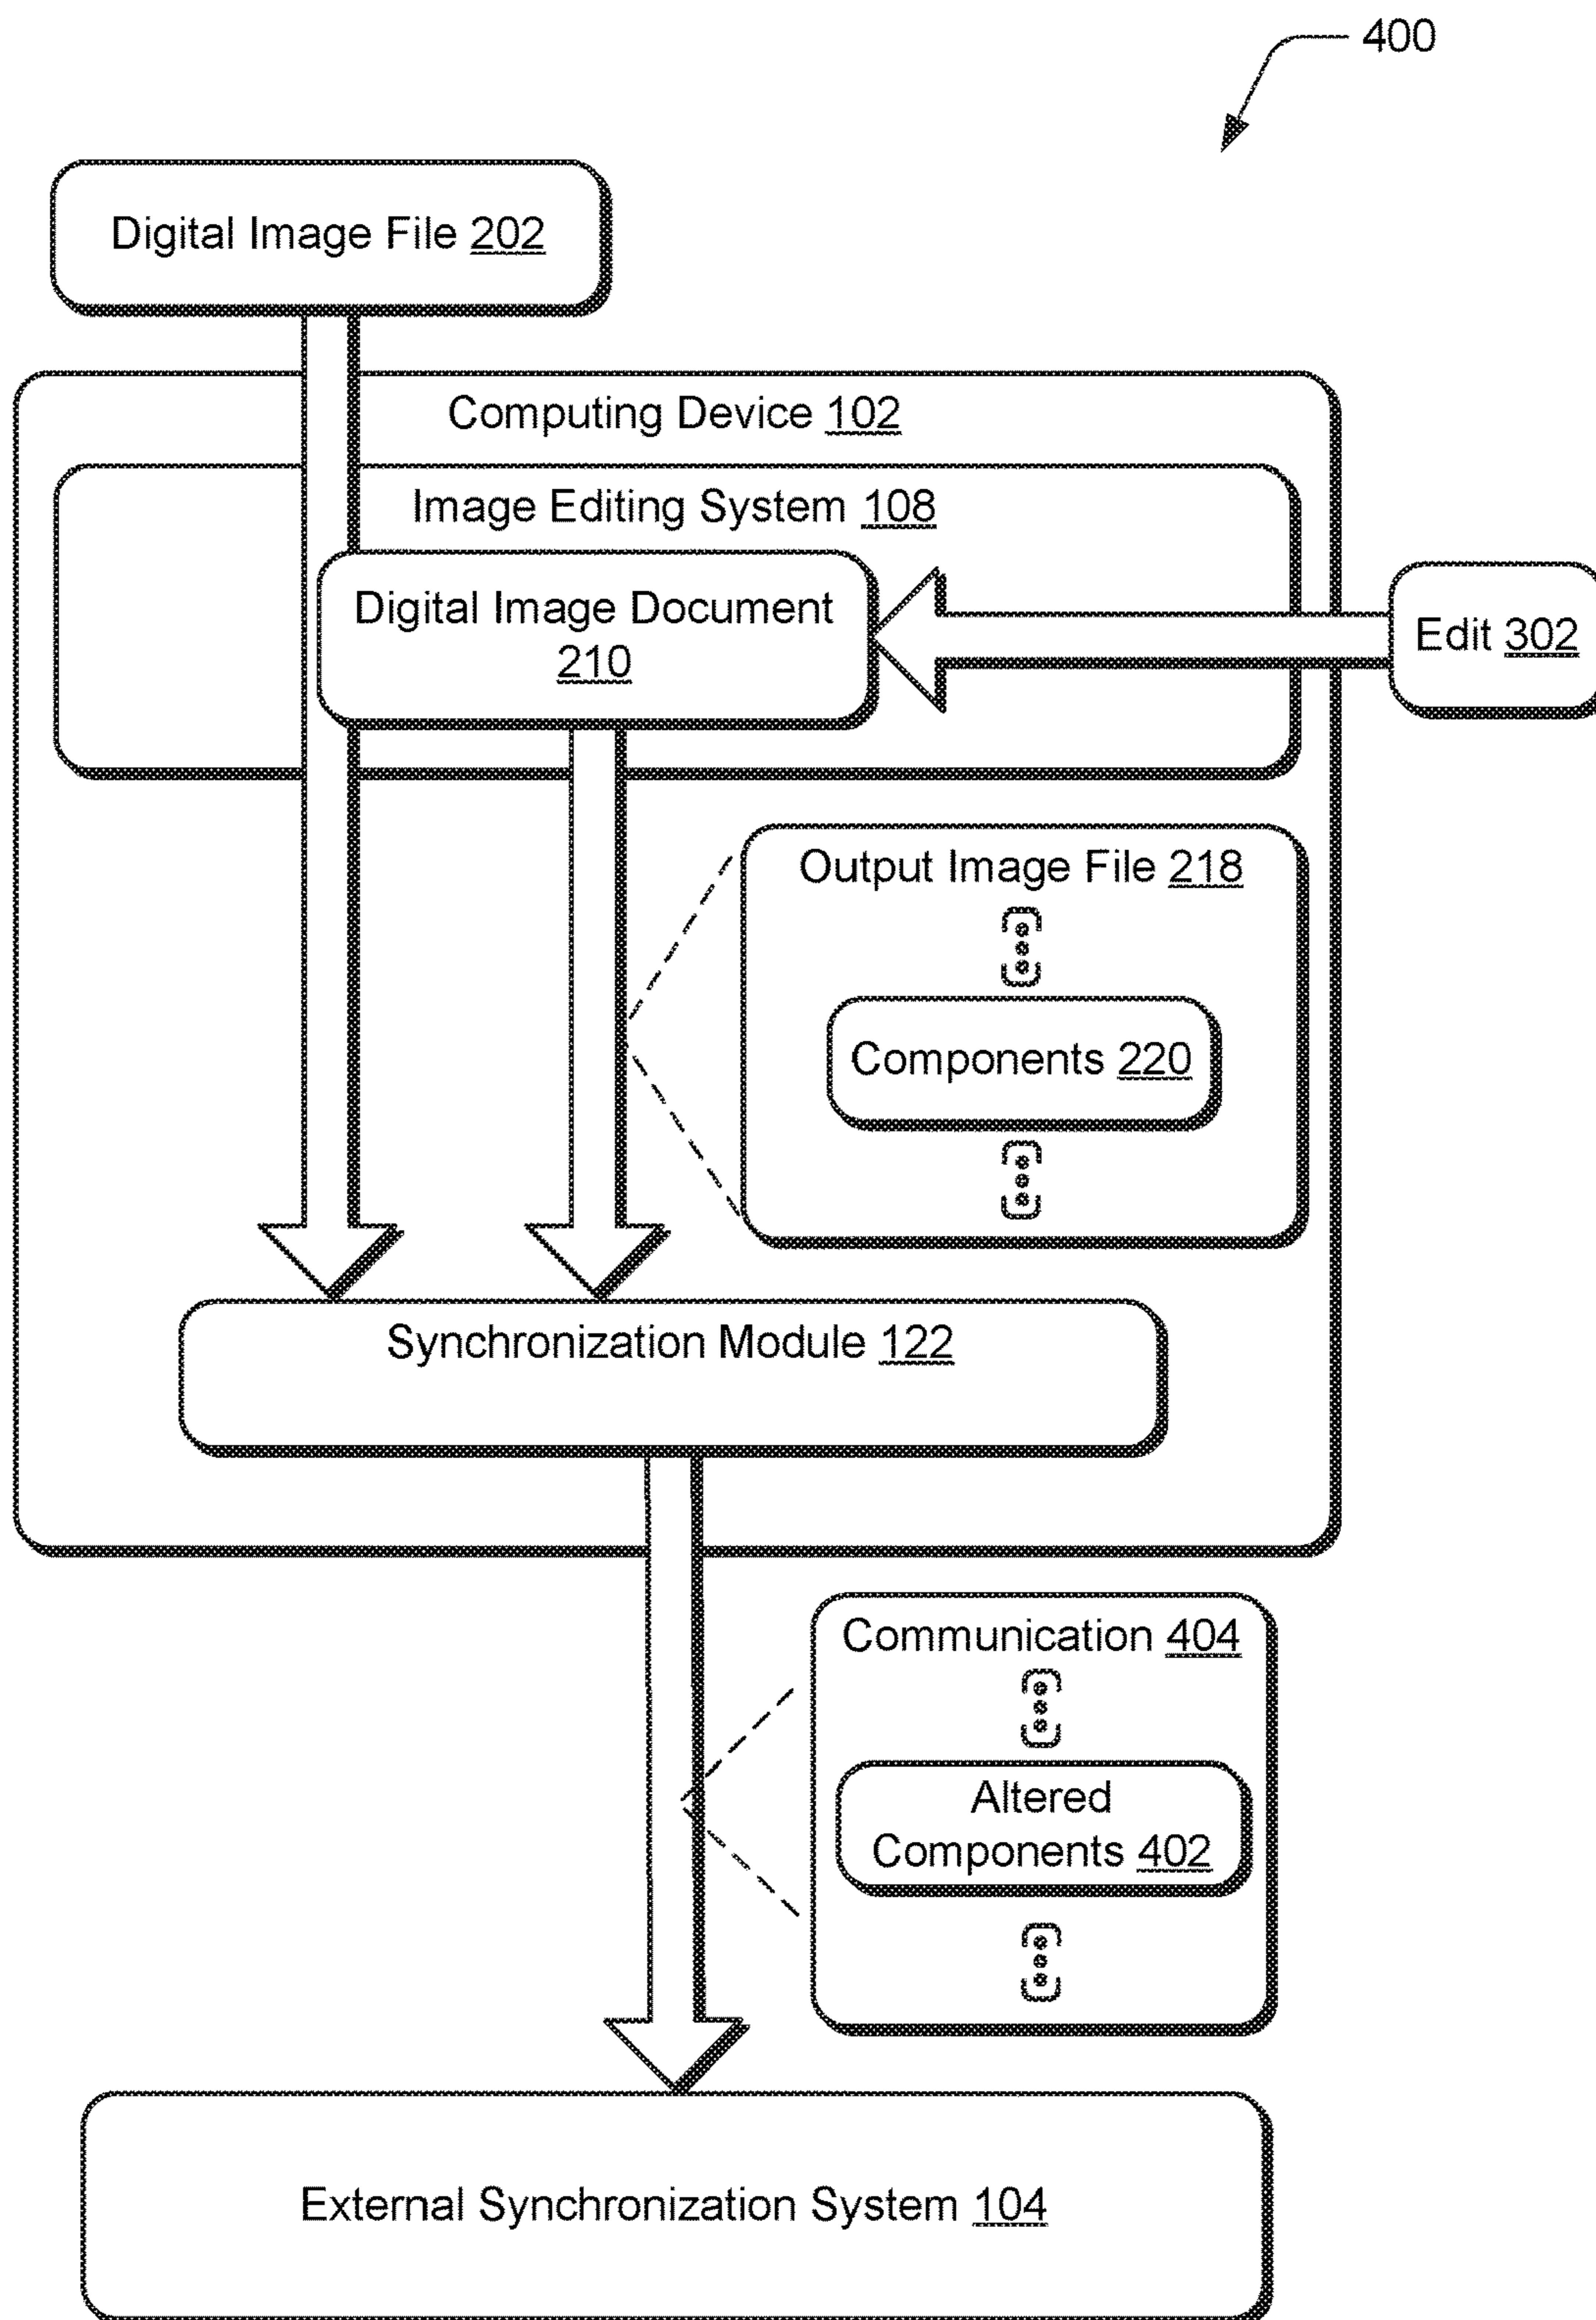 400
Digital Image File 202
Computing Device 102
Image Editing System 108
Digital Image Document
210
Edit 302
Output Image File 218
Components 220
Synchronization Module 122
Communication 404
Altered
Components 402
External Synchronization System 104